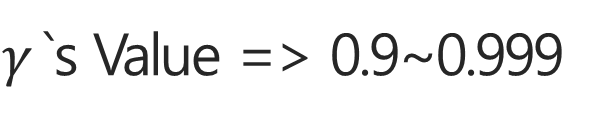 γ `s Value => 0.9~0.999